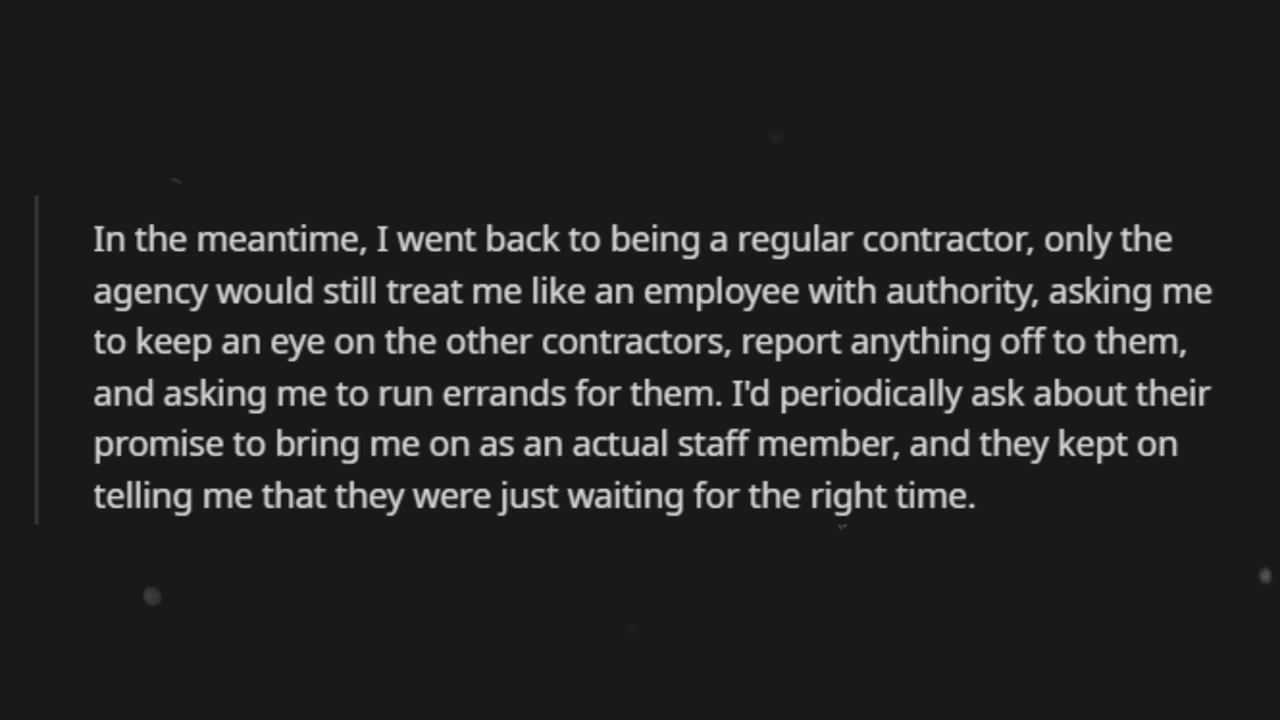 In the meantime, I went back to being a regular contractor, only the
agency would still treat me like an employee with authority, asking me
to keep an eye on the other contractors, report anything off to them,
and asking me to run errands for them. I'd periodically ask about their
promise to bring me on as an actual staff member, and they kept on
telling me that they were just waiting for the right time.